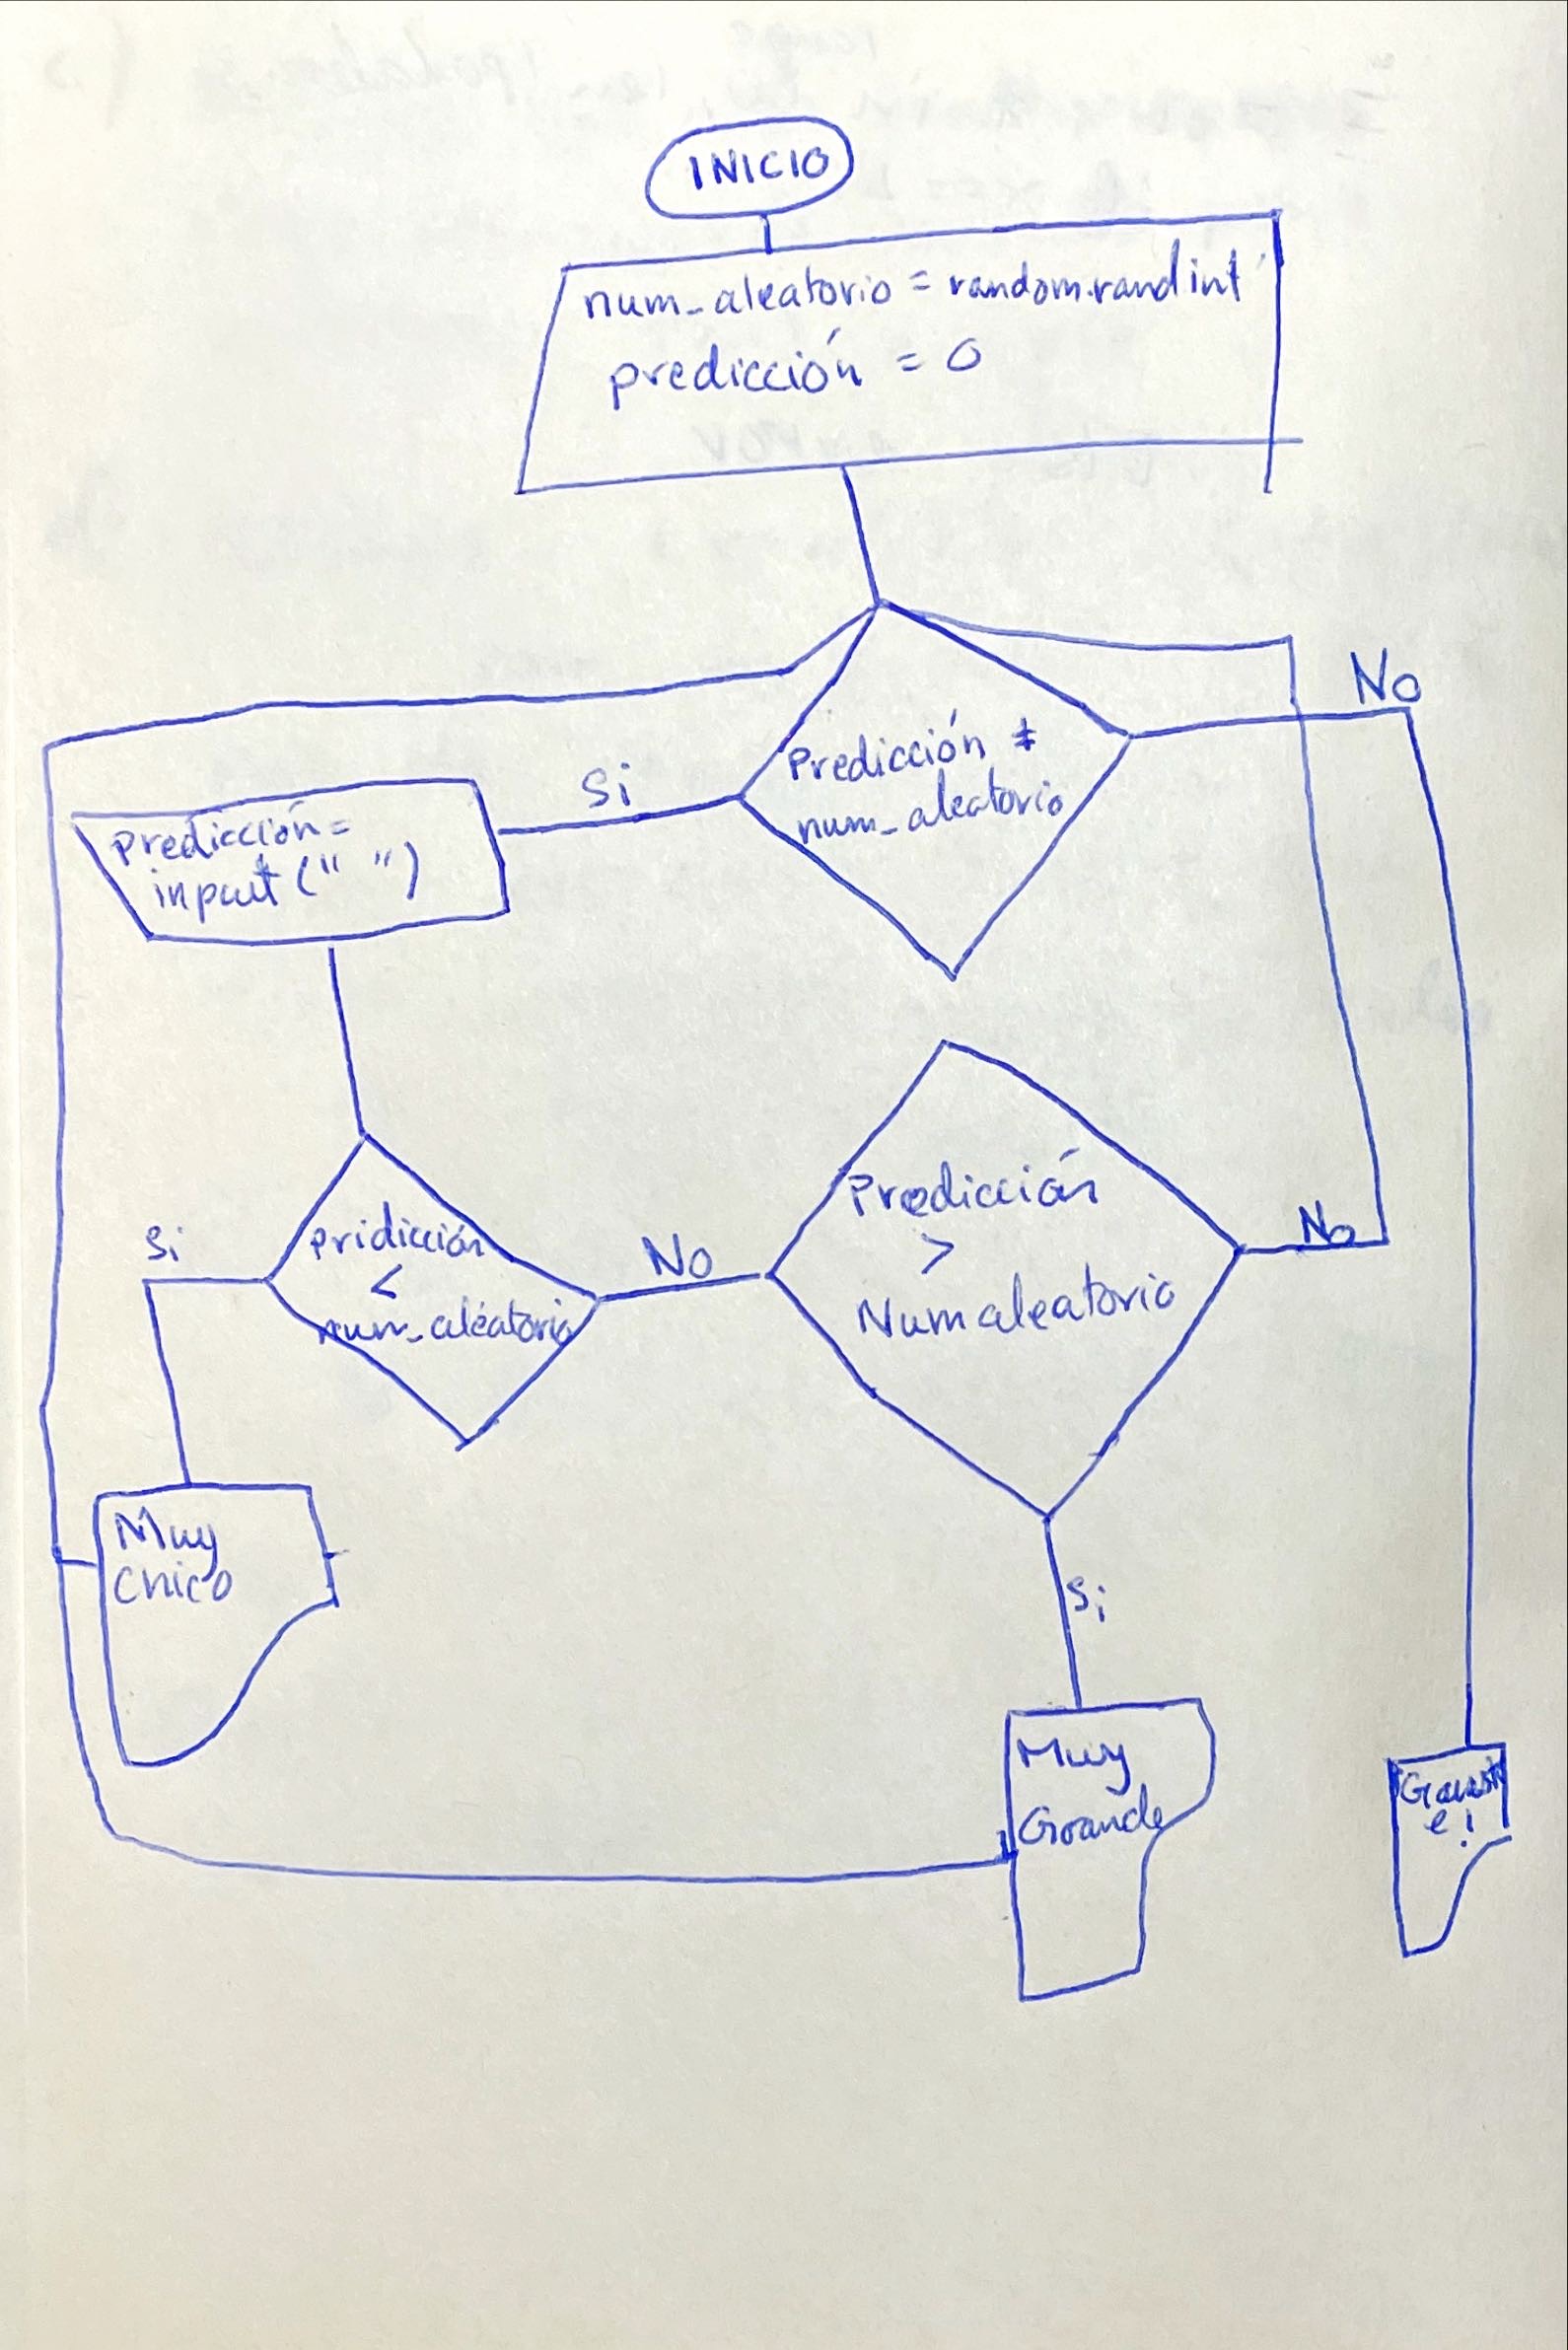 INICIO
num_aleatorio = random.randint
predicción = 0
No
Predicción ≠
num_aleatorio
Si
Predicción =
input (" ")
Predicción
>
Num aleatorio
No
Si
pridicción
<
num_aleatorio
No
Si
Muy
Chico
Muy
Grande
Ganast
e!